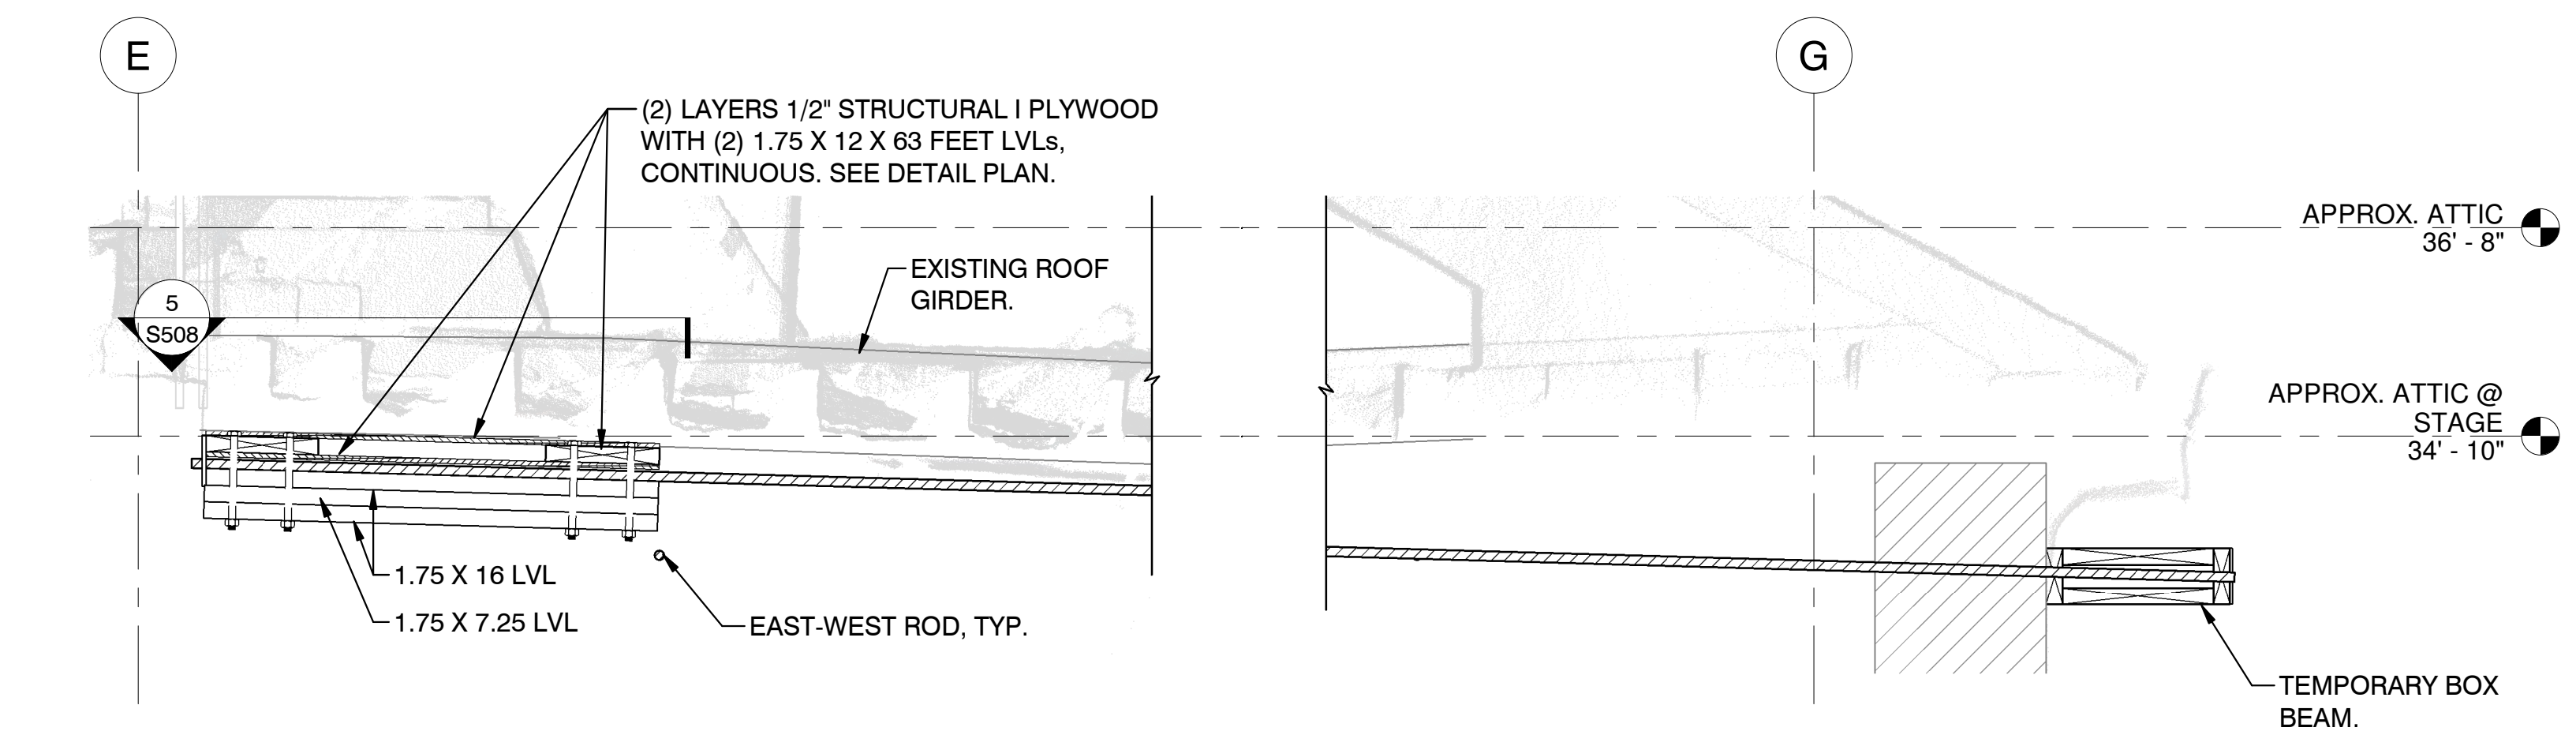 E
G
(2) LAYERS 1/2" STRUCTURAL I PLYWOOD
WITH (2) 1.75 X 12 X 63 FEET LVLs,
CONTINUOUS. SEE DETAIL PLAN.
APPROX. ATTIC
36' - 8"
EXISTING ROOF
GIRDER.
5
S508
APPROX. ATTIC @
STAGE
34' - 10"
1.75 X 16 LVL
1.75 X 7.25 LVL
EAST-WEST ROD, TYP.
TEMPORARY BOX
BEAM.